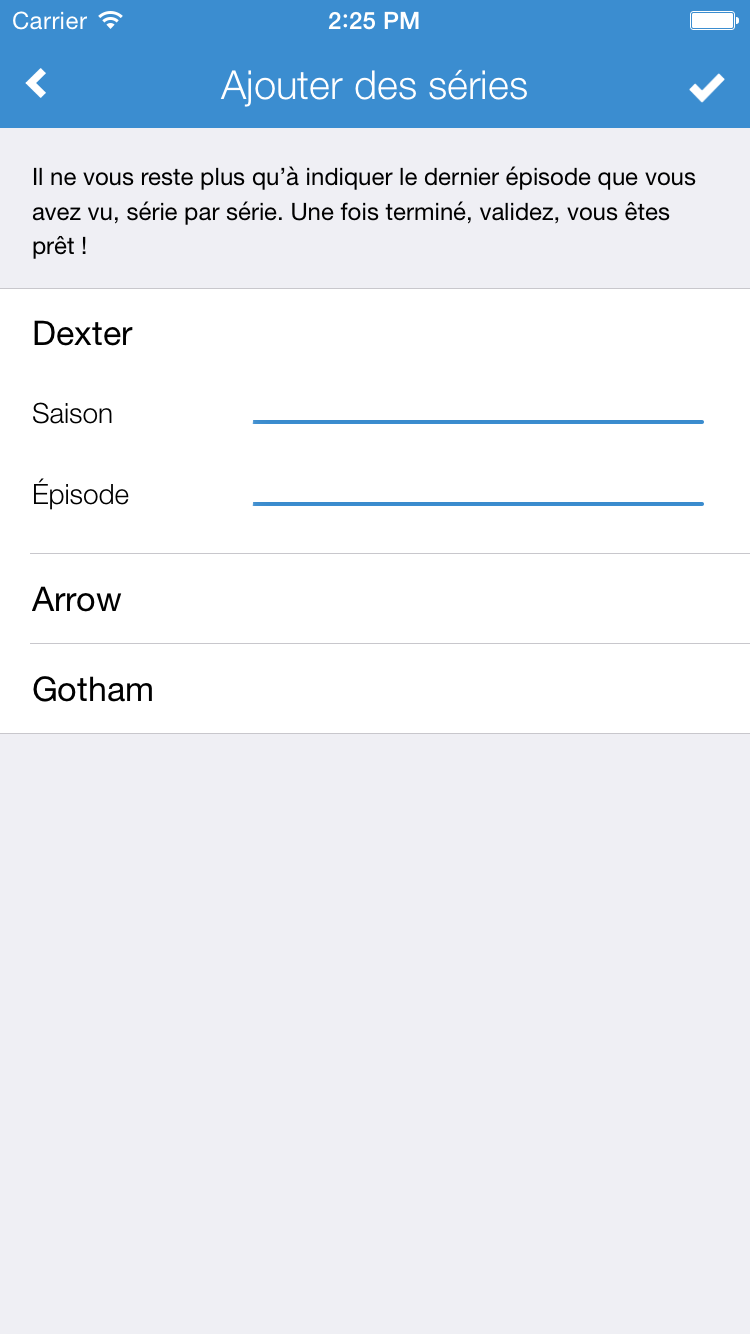 Carrier 2:25 PM
Ajouter des séries
Il ne vous reste plus qu’à indiquer le dernier épisode que vous
avez vu, série par série. Une fois terminé, validez, vous êtes
prêt !
Dexter
Saison
Épisode
Arrow
Gotham